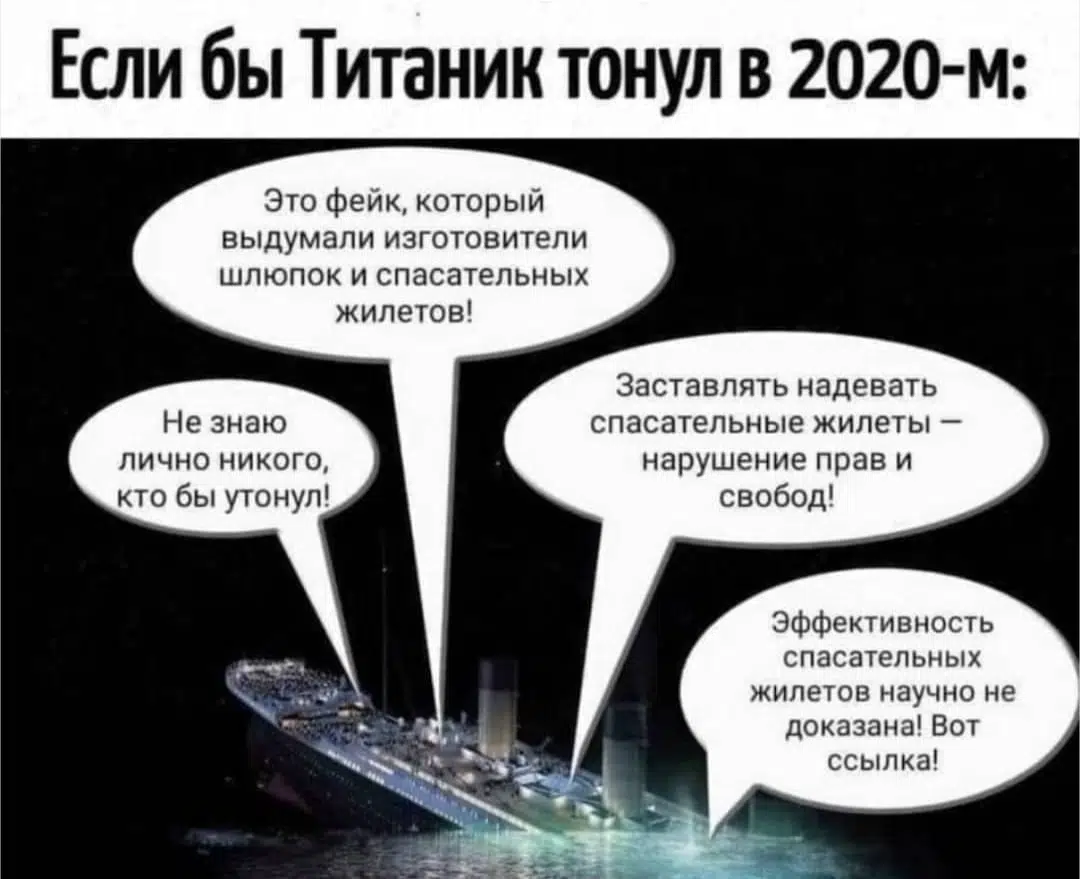 Если бы Титаник тонул в 2020-м:
Это фейк, который
выдумали изготовители
шлюпок и спасательных
жилетов!
Заставлять надевать
спасательные жилеты –
нарушение прав и
свобод!
Не знаю
лично никого,
кто бы утонул!
Эффективность
спасательных
жилетов научно не
доказана! Вот
ссылка!